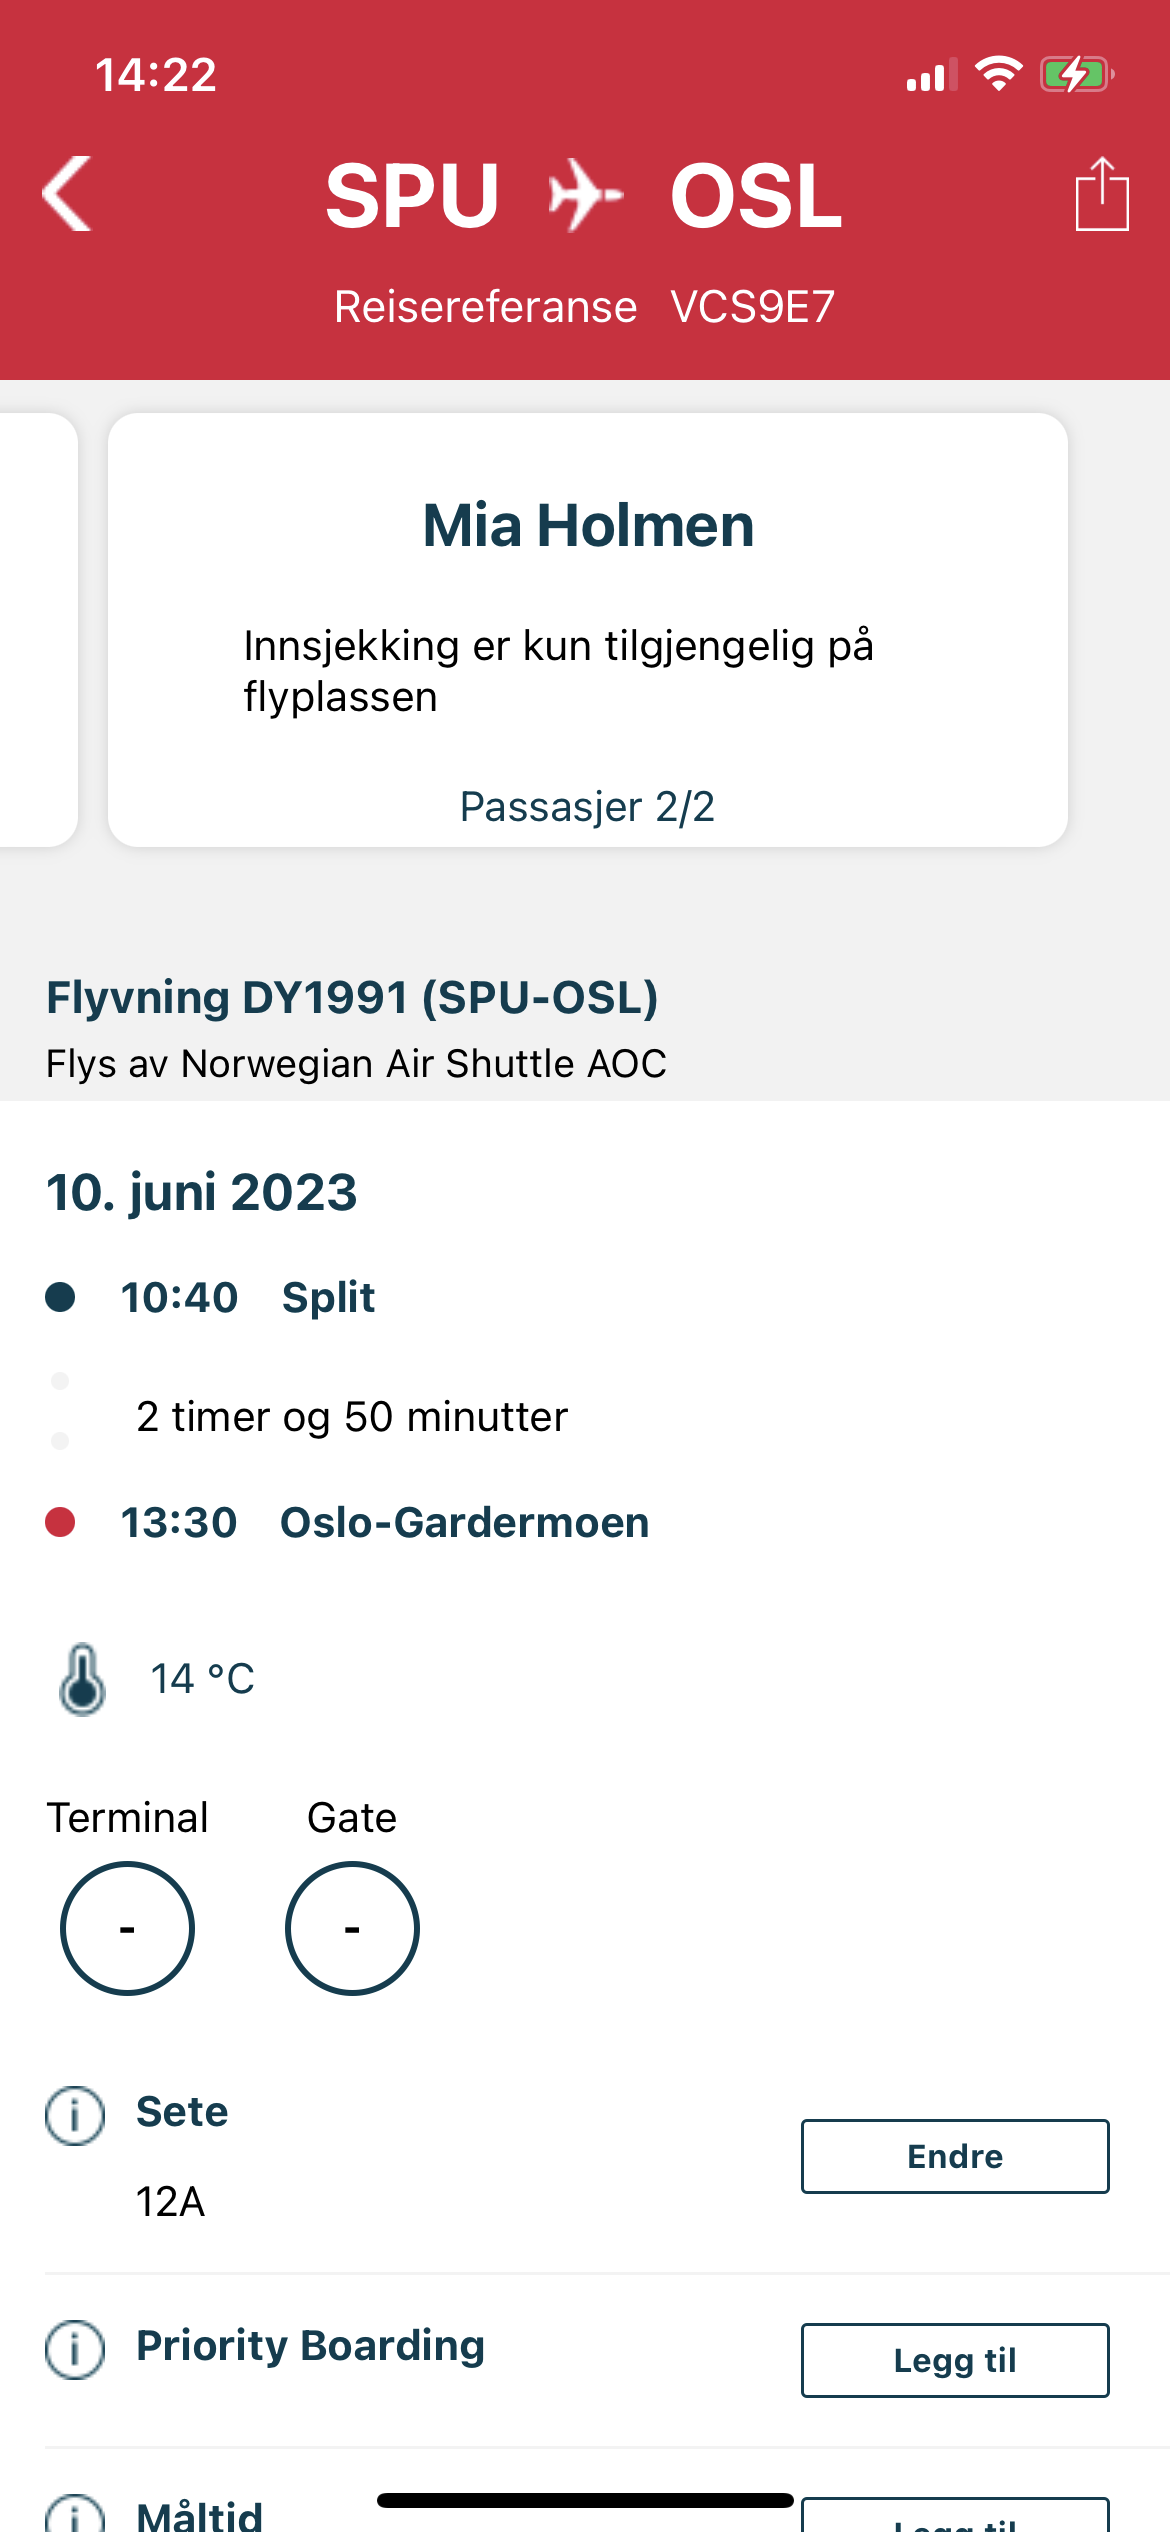 14:22
SPU OSL
Reisereferanse VCS9E7
Mia Holmen
Innsjekking er kun tilgjengelig på
flyplassen
Passasjer 2/2
Flyvning DY1991 (SPU-OSL)
Flys av Norwegian Air Shuttle AOC
10. juni 2023
10:40 Split
2 timer og 50 minutter
13:30 Oslo-Gardermoen
14 °C
Terminal Gate
- -
Sete
Endre
12A
Priority Boarding
Legg til
Måltid
Legg til